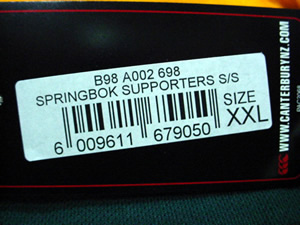 B98 A002 698
SPRINGBOK SUPPORTERS S/S
SIZE
XXL
6 009611 679050
WWW.CANTERBURYNZ.COM